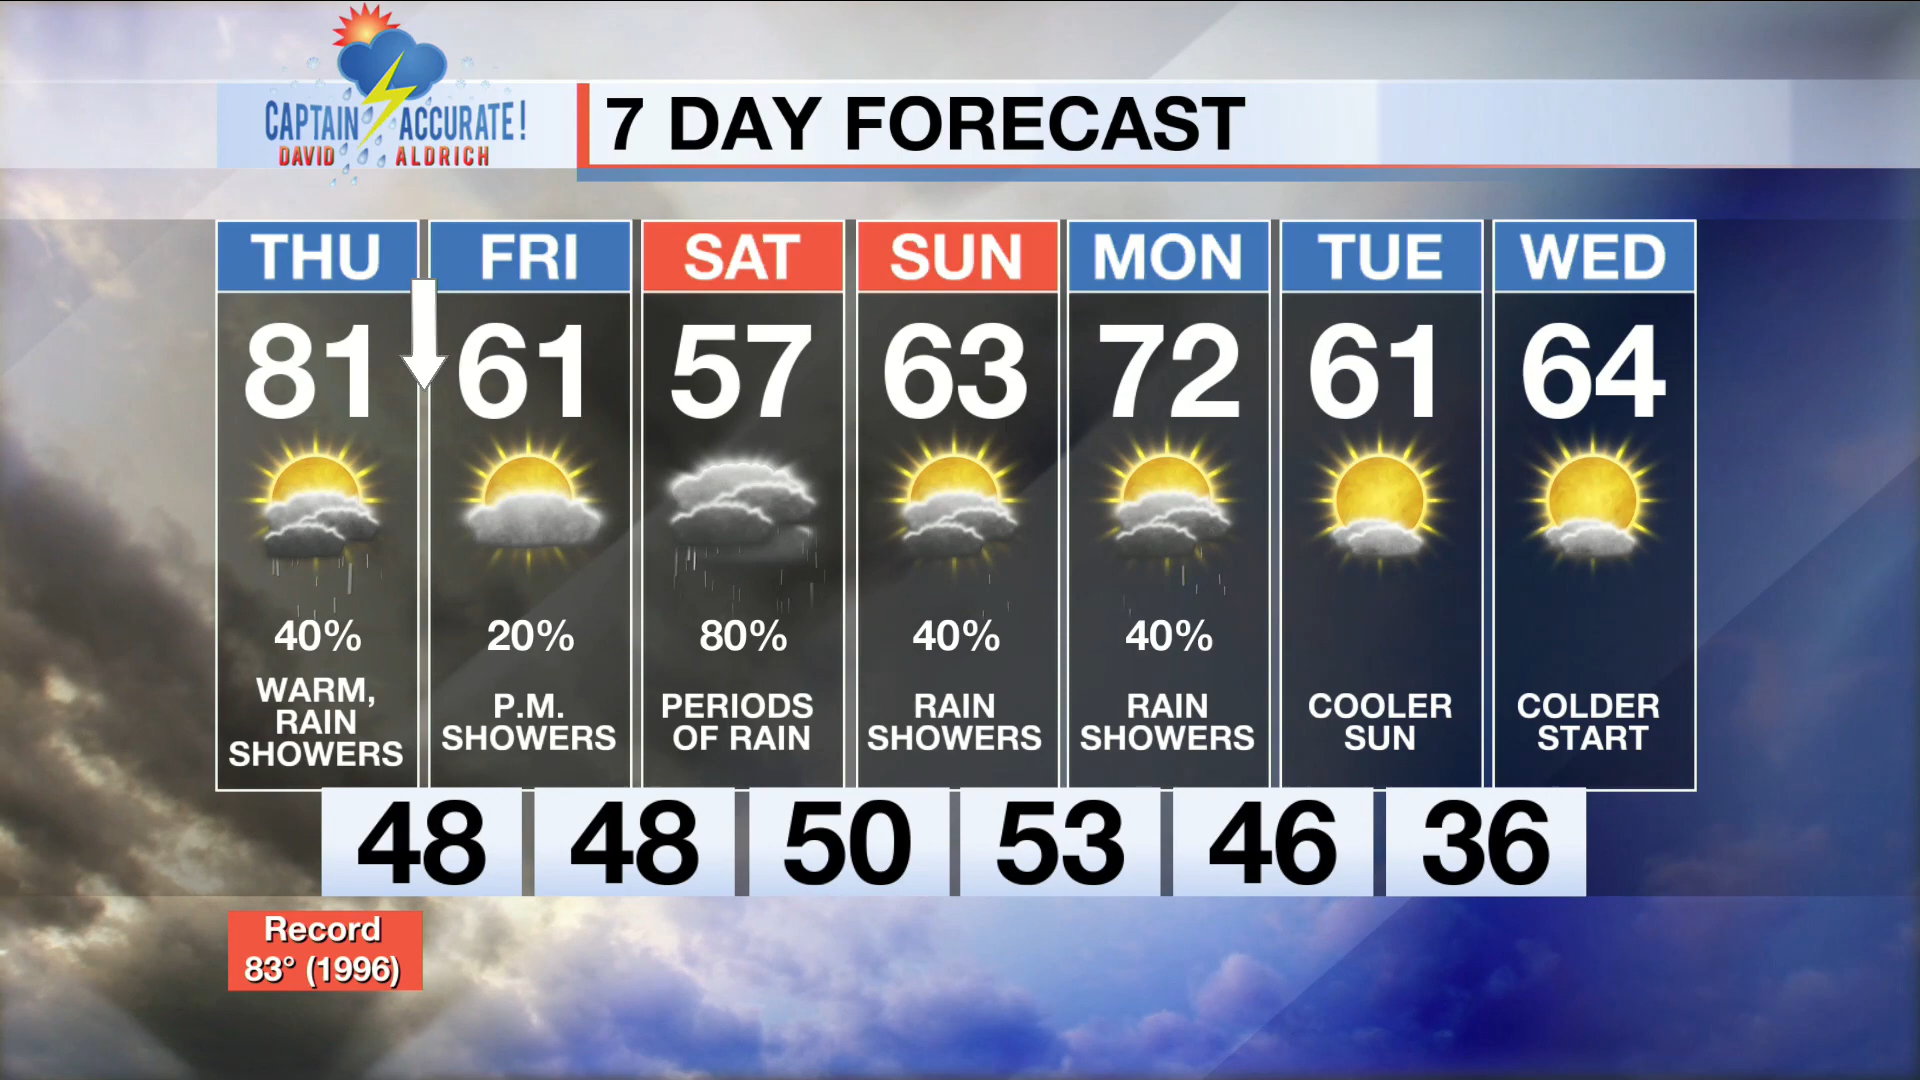 CAPTAIN ACCURATE!
DAVID ALDRICH
7 DAY FORECAST
THU FRI SAT SUN MON TUE WED
81 61 57 63 72 61 64
40% 20% 80% 40% 40%
WARM,
RAIN
SHOWERS
P.M.
SHOWERS
PERIODS
OF RAIN
RAIN
SHOWERS
RAIN
SHOWERS
COOLER
SUN
COLDER
START
48 48 50 53 46 36
Record
83° (1996)